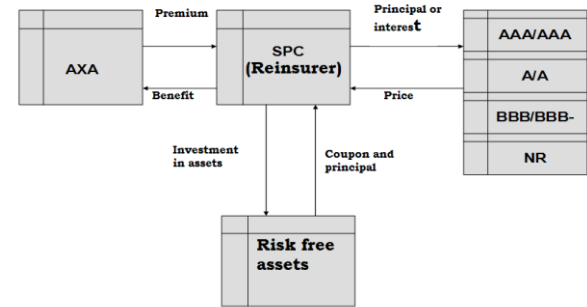 Premium
AXA
Benefit
SPC
(Reinsurer)
Principal or
interest
Price
AAA/AAA
A/A
BBB/BBB-
NR
Investment
in assets
Coupon and
principal
Risk free
assets